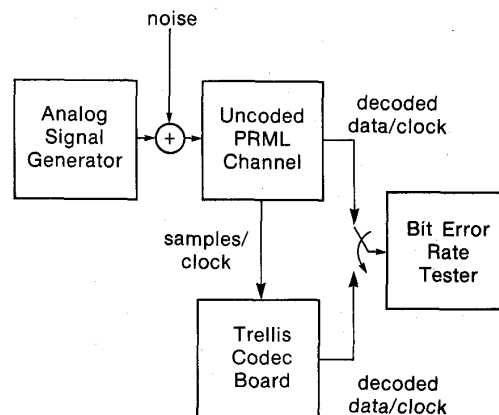 noise
Analog
Signal
Generator
+
Uncoded
PRML
Channel
decoded
data/clock
samples/
clock
Bit Error
Rate
Tester
Trellis
Codec
Board
decoded
data/clock